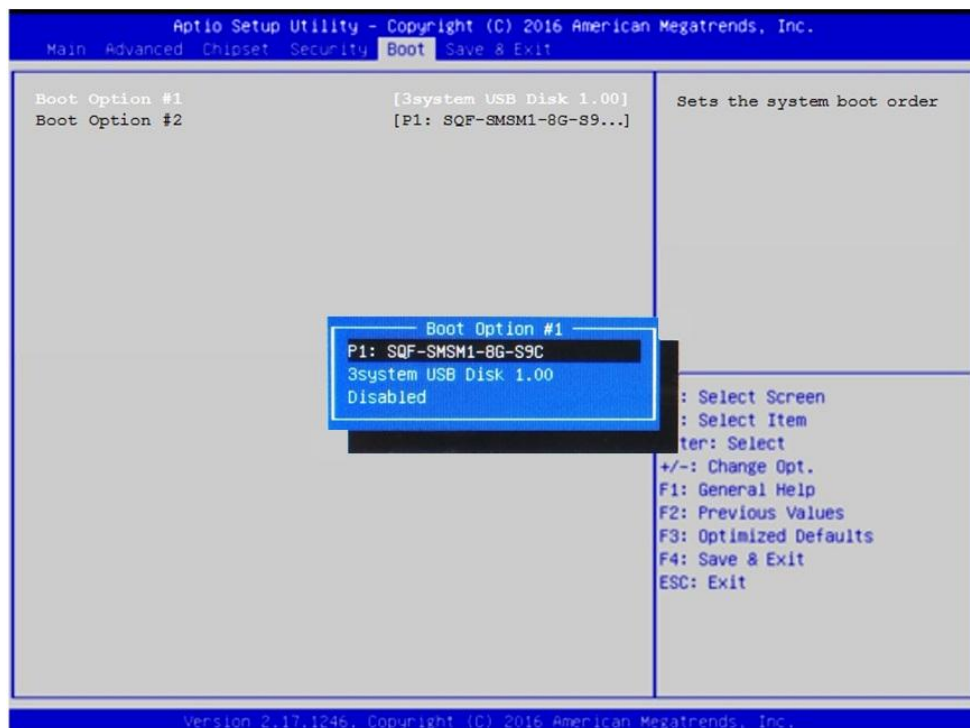 Aptio Setup Utility – Copyright (C) 2016 American Megatrends, Inc.
Main Advanced Chipset Security Boot Save & Exit
Boot Option #1 [3system USB Disk 1.00]
Boot Option #2 [P1: SQF-SMSM1-8G-S9...]
Sets the system boot order
Boot Option #1
P1: SQF-SMSM1-8G-S9C
3system USB Disk 1.00
Disabled
: Select Screen
: Select Item
ter: Select
+/-: Change Opt.
F1: General Help
F2: Previous Values
F3: Optimized Defaults
F4: Save & Exit
ESC: Exit
Version 2.17.1246. Copyright (C) 2016 American Megatrends, Inc.